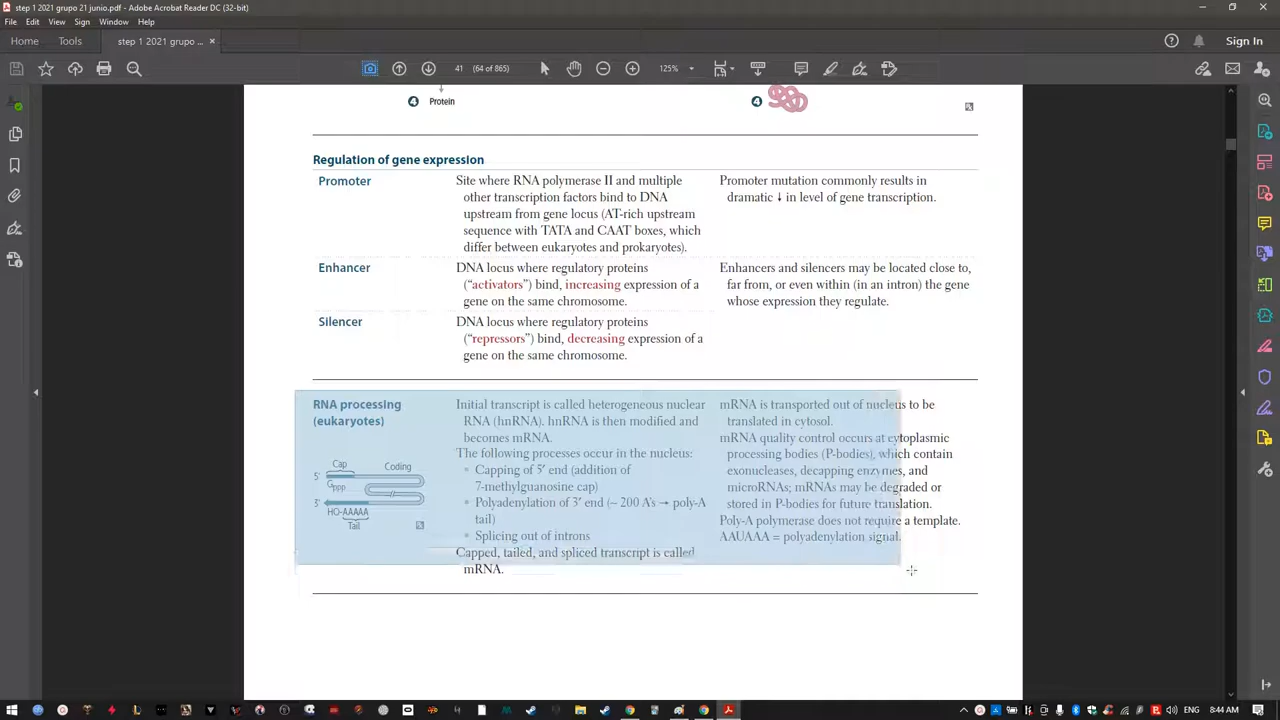 step 1 2021 grupo 21 junio.pdf - Adobe Acrobat Reader DC (32-bit)
File Edit View Sign Window Help
Home Tools step 1 2021 grupo ... × Sign In
41 (64 of 865) 125%
4 Protein 4
Regulation of gene expression
Promoter
Site where RNA polymerase II and multiple
other transcription factors bind to DNA
upstream from gene locus (AT-rich upstream
sequence with TATA and CAAT boxes, which
differ between eukaryotes and prokaryotes).
Promoter mutation commonly results in
dramatic ↓ in level of gene transcription.
Enhancer
DNA locus where regulatory proteins
(“activators”) bind, increasing expression of a
gene on the same chromosome.
Enhancers and silencers may be located close to,
far from, or even within (in an intron) the gene
whose expression they regulate.
Silencer
DNA locus where regulatory proteins
(“repressors”) bind, decreasing expression of a
gene on the same chromosome.
RNA processing
(eukaryotes)
Cap
Coding
5′
Gppp
3′
HO-AAAAA
Tail
Initial transcript is called heterogeneous nuclear
RNA (hnRNA). hnRNA is then modified and
becomes mRNA.
The following processes occur in the nucleus:
Capping of 5′ end (addition of
7-methylguanosine cap)
Polyadenylation of 3′ end (~ 200 A's → poly-A
tail)
Splicing out of introns
Capped, tailed, and spliced transcript is called
mRNA.
mRNA is transported out of nucleus to be
translated in cytosol.
mRNA quality control occurs at cytoplasmic
processing bodies (P-bodies), which contain
exonucleases, decapping enzymes, and
microRNAs; mRNAs may be degraded or
stored in P-bodies for future translation.
Poly-A polymerase does not require a template.
AAUAAA = polyadenylation signal.
ENG 8:44 AM